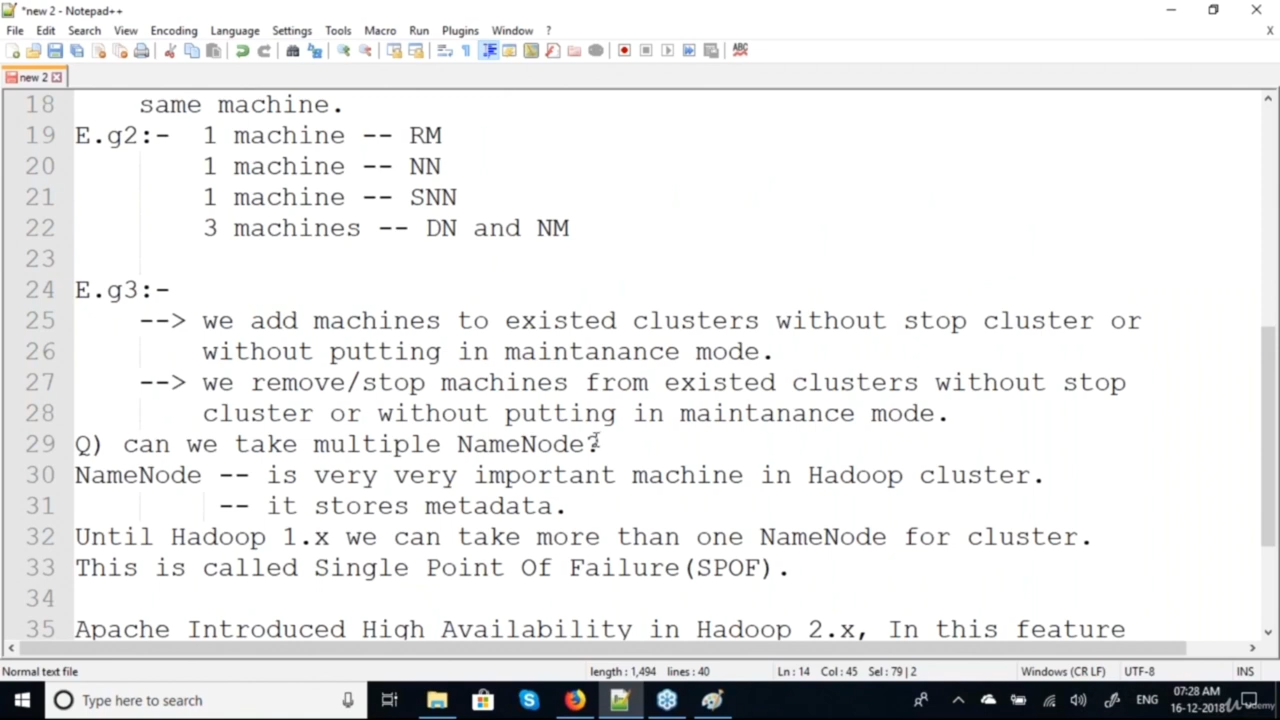 *new 2 - Notepad++
File Edit Search View Encoding Language Settings Tools Macro Run Plugins Window ?
X
new 2
18 same machine.
19 E.g2:- 1 machine -- RM
20 1 machine -- NN
21 1 machine -- SNN
22 3 machines -- DN and NM
23
24 E.g3:-
25 --> we add machines to existed clusters without stop cluster or
26 without putting in maintanance mode.
27 --> we remove/stop machines from existed clusters without stop
28 cluster or without putting in maintanance mode.
29 Q) can we take multiple NameNode?
30 NameNode -- is very very important machine in Hadoop cluster.
31 -- it stores metadata.
32 Until Hadoop 1.x we can take more than one NameNode for cluster.
33 This is called Single Point Of Failure(SPOF).
34
35 Apache Introduced High Availability in Hadoop 2.x, In this feature
Normal text file length : 1,494 lines : 40 Ln : 14 Col : 45 Sel : 79 | 2 Windows (CR LF) UTF-8 INS
Type here to search ENG 07:28 AM
16-12-2018 Udemy